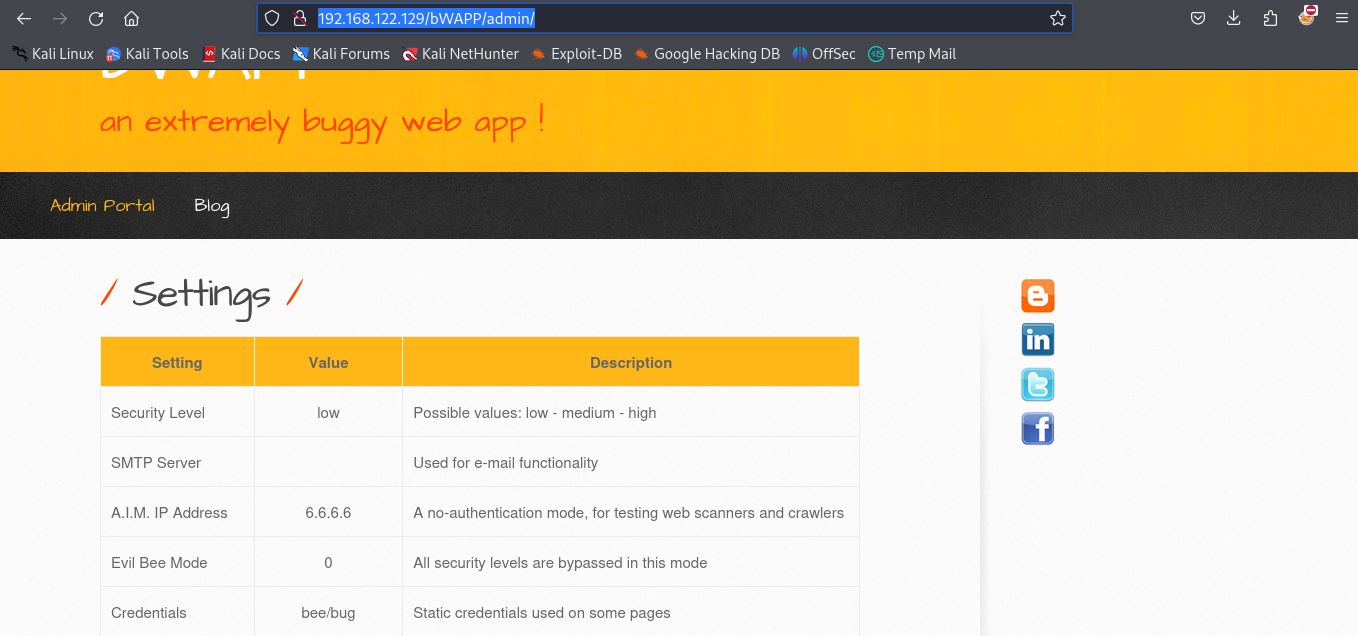 192.168.122.129/bWAPP/admin/
Kali Linux Kali Tools Kali Docs Kali Forums Kali NetHunter Exploit-DB Google Hacking DB OffSec Temp Mail
bWAPP
an extremely buggy web app !
Admin Portal Blog
/ Settings /
Setting Value Description
Security Level low Possible values: low - medium - high
SMTP Server Used for e-mail functionality
A.I.M. IP Address 6.6.6.6 A no-authentication mode, for testing web scanners and crawlers
Evil Bee Mode 0 All security levels are bypassed in this mode
Credentials bee/bug Static credentials used on some pages